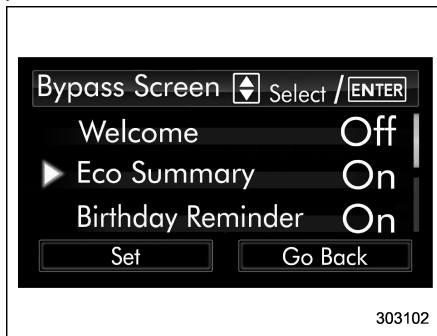 Bypass Screen Select / ENTER
Welcome Off
Eco Summary On
Birthday Reminder On
Set Go Back
303102